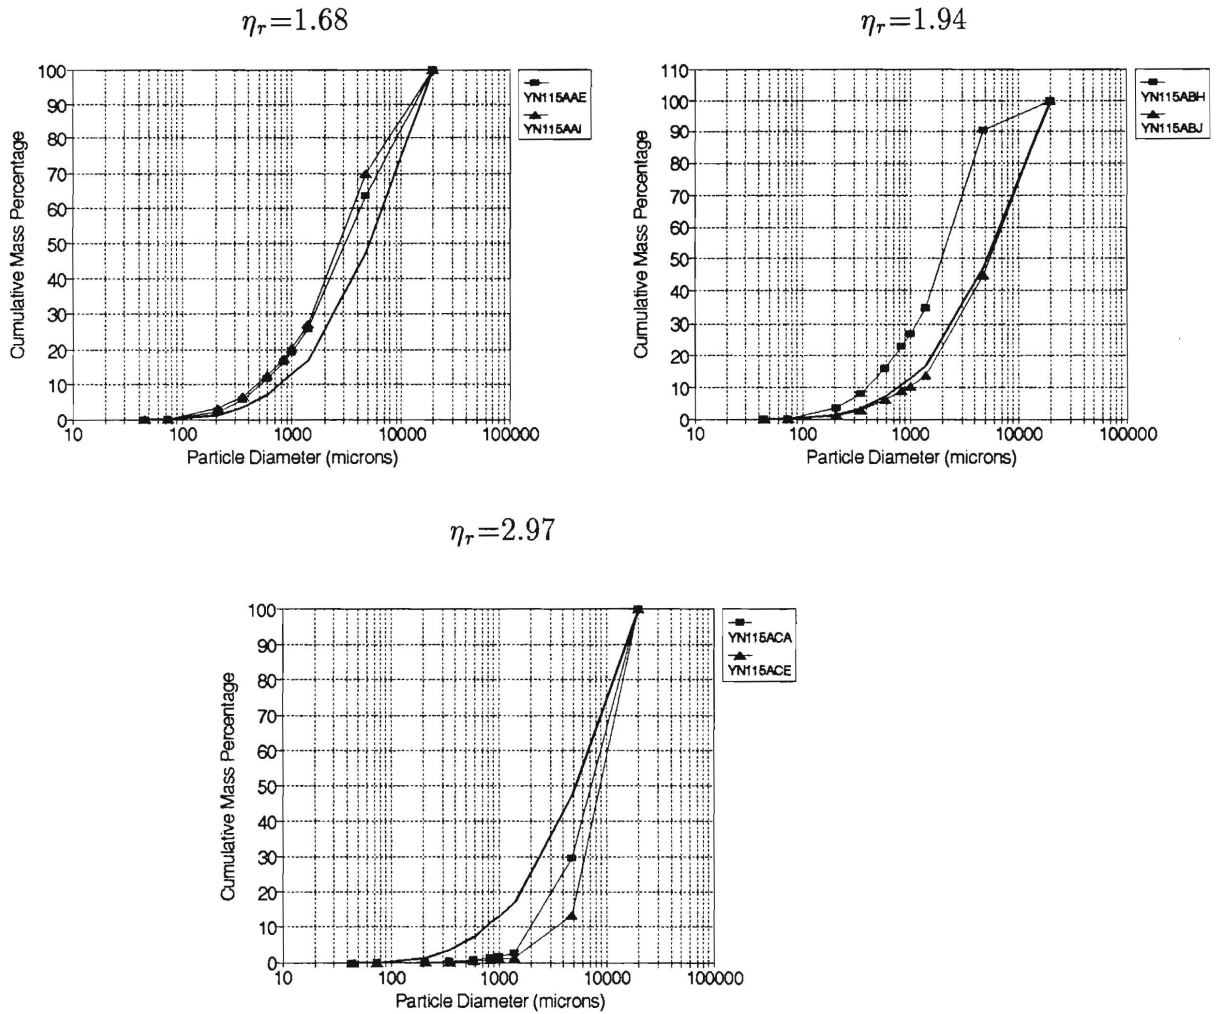 η_r=1.68
100
90
80
70
60
50
40
30
20
10
0
10 100 1000 10000 100000
Cumulative Mass Percentage
Particle Diameter (microns)
YN115AAE
YN115AAI
η_r=1.94
110
100
90
80
70
60
50
40
30
20
10
0
10 100 1000 10000 100000
Cumulative Mass Percentage
Particle Diameter (microns)
YN115ABH
YN115ABJ
η_r=2.97
100
90
80
70
60
50
40
30
20
10
0
10 100 1000 10000 100000
Cumulative Mass Percentage
Particle Diameter (microns)
YN115ACA
YN115ACE